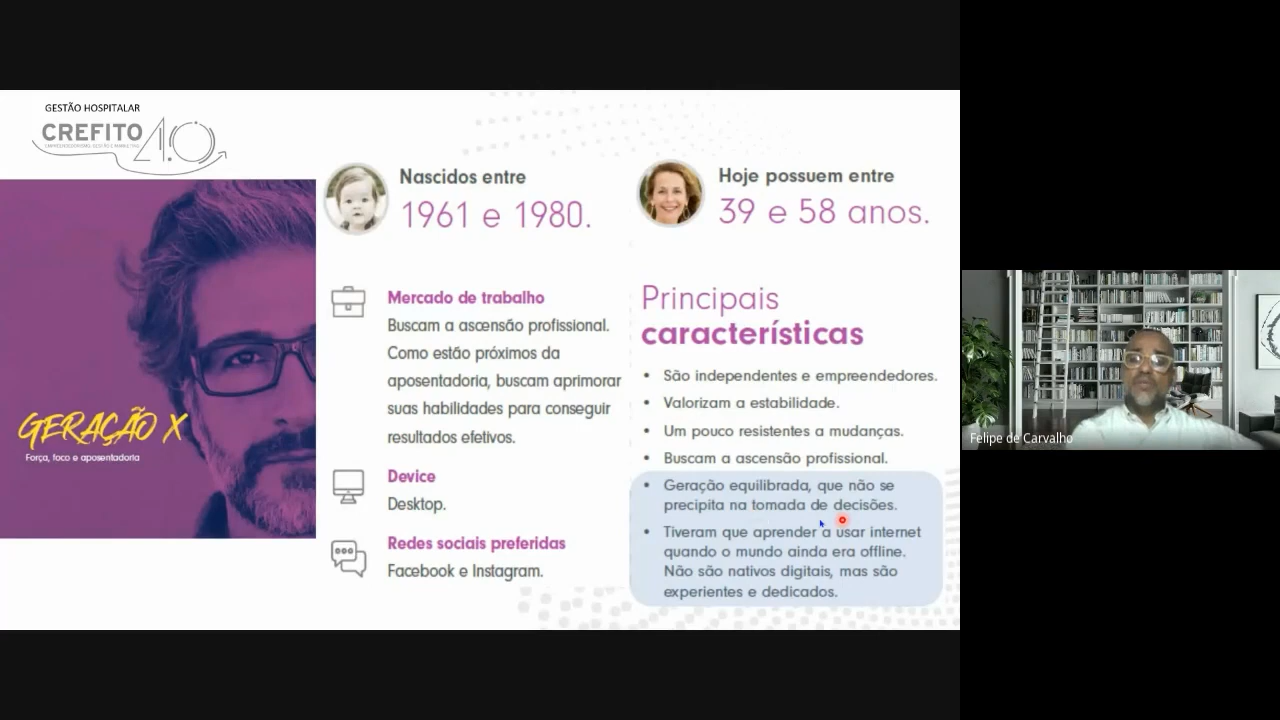 GESTÃO HOSPITALAR
CREFITO 4.0
GERAÇÃO X
Força, foco e aposentadoria
Nascidos entre
1961 e 1980.
Hoje possuem entre
39 e 58 anos.
Mercado de trabalho
Buscam a ascensão profissional.
Como estão próximos da
aposentadoria, buscam aprimorar
suas habilidades para conseguir
resultados efetivos.
Device
Desktop.
Redes sociais preferidas
Facebook e Instagram.
Principais
características
• São independentes e empreendedores.
• Valorizam a estabilidade.
• Um pouco resistentes a mudanças.
• Buscam a ascensão profissional.
• Geração equilibrada, que não se
precipita na tomada de decisões.
• Tiveram que aprender a usar internet
quando o mundo ainda era offline.
Não são nativos digitais, mas são
experientes e dedicados.
Felipe de Carvalho